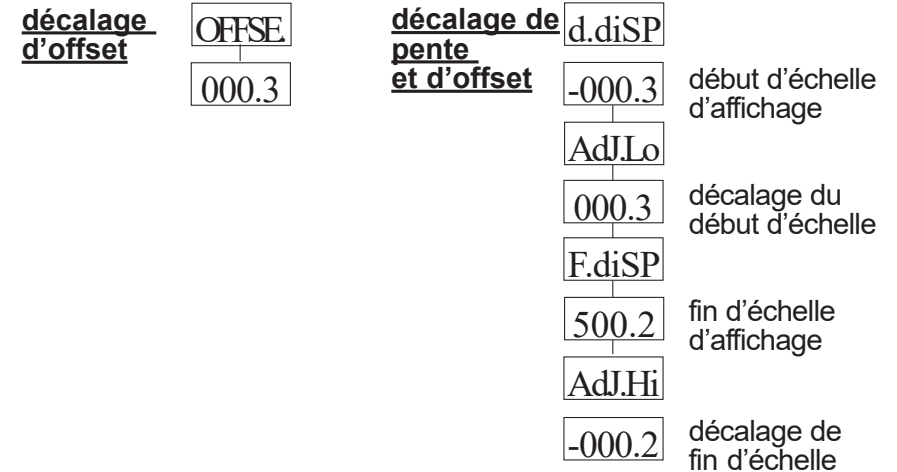 décalage
d’offset
OFFSE.
000.3
décalage de
pente
et d’offset
d.diSP
-000.3
début d’échelle
d’affichage
AdJ.Lo
000.3
décalage du
début d’échelle
F.diSP
500.2
fin d’échelle
d’affichage
AdJ.Hi
-000.2
décalage de
fin d’échelle